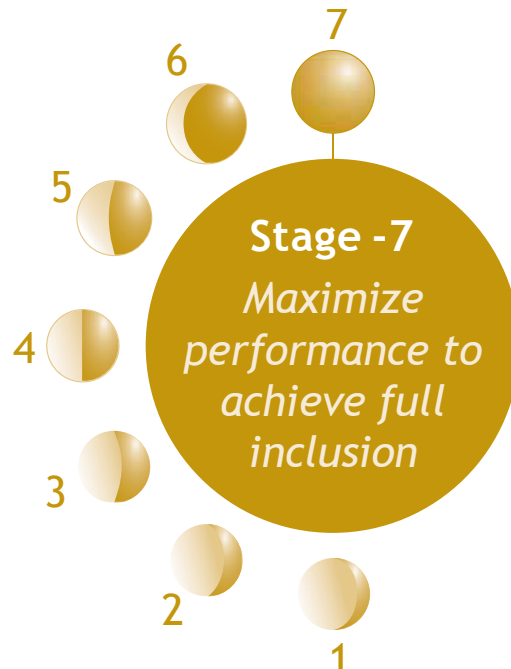 7
6
5
Stage -7
Maximize
performance to
achieve full
inclusion
4
3
2
1